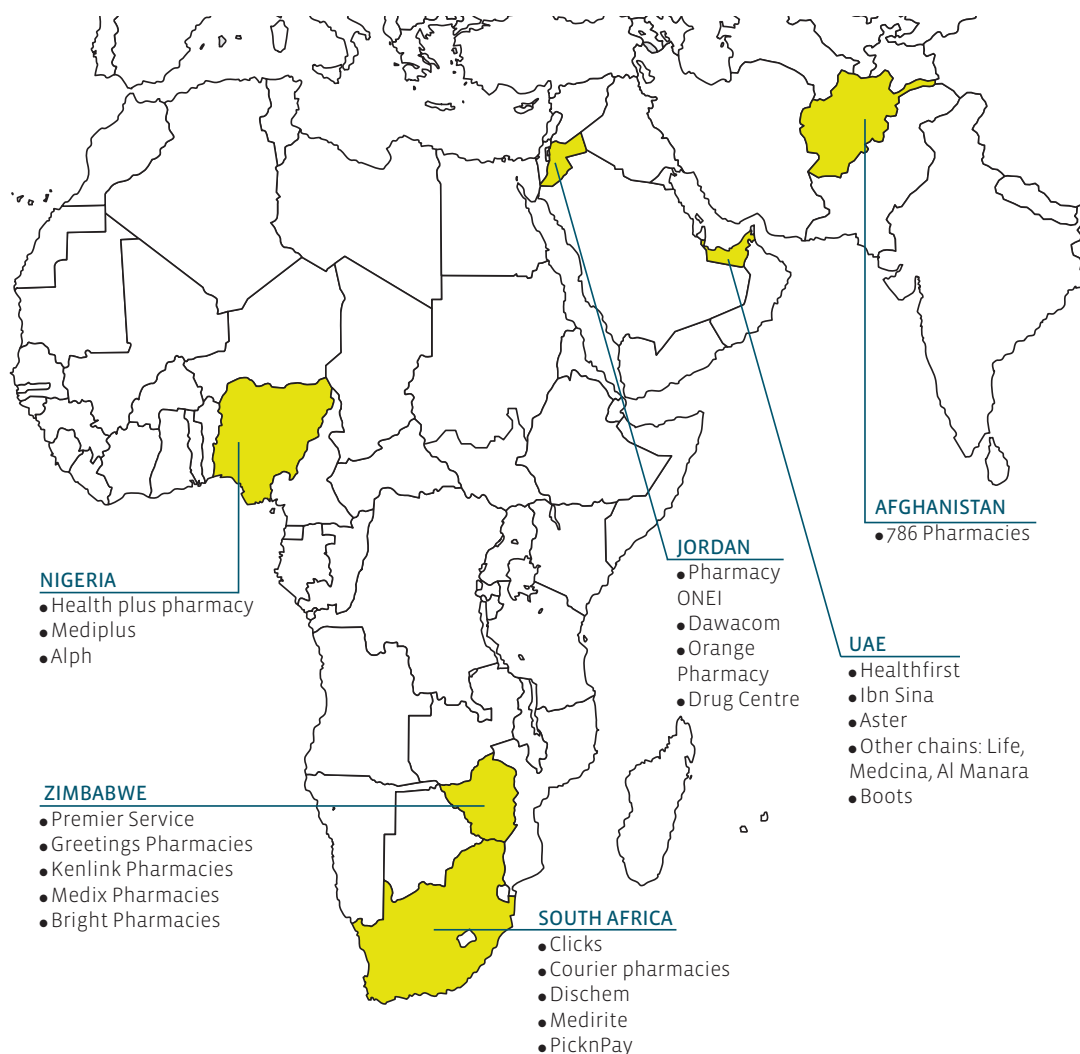 AFGHANISTAN
● 786 Pharmacies
JORDAN
● Pharmacy
ONEI
● Dawacom
● Orange
Pharmacy
● Drug Centre
NIGERIA
● Health plus pharmacy
● Mediplus
● Alph
UAE
● Healthfirst
● Ibn Sina
● Aster
● Other chains: Life,
Medcina, Al Manara
● Boots
ZIMBABWE
● Premier Service
● Greetings Pharmacies
● Kenlink Pharmacies
● Medix Pharmacies
● Bright Pharmacies
SOUTH AFRICA
● Clicks
● Courier pharmacies
● Dischem
● Medirite
● PicknPay